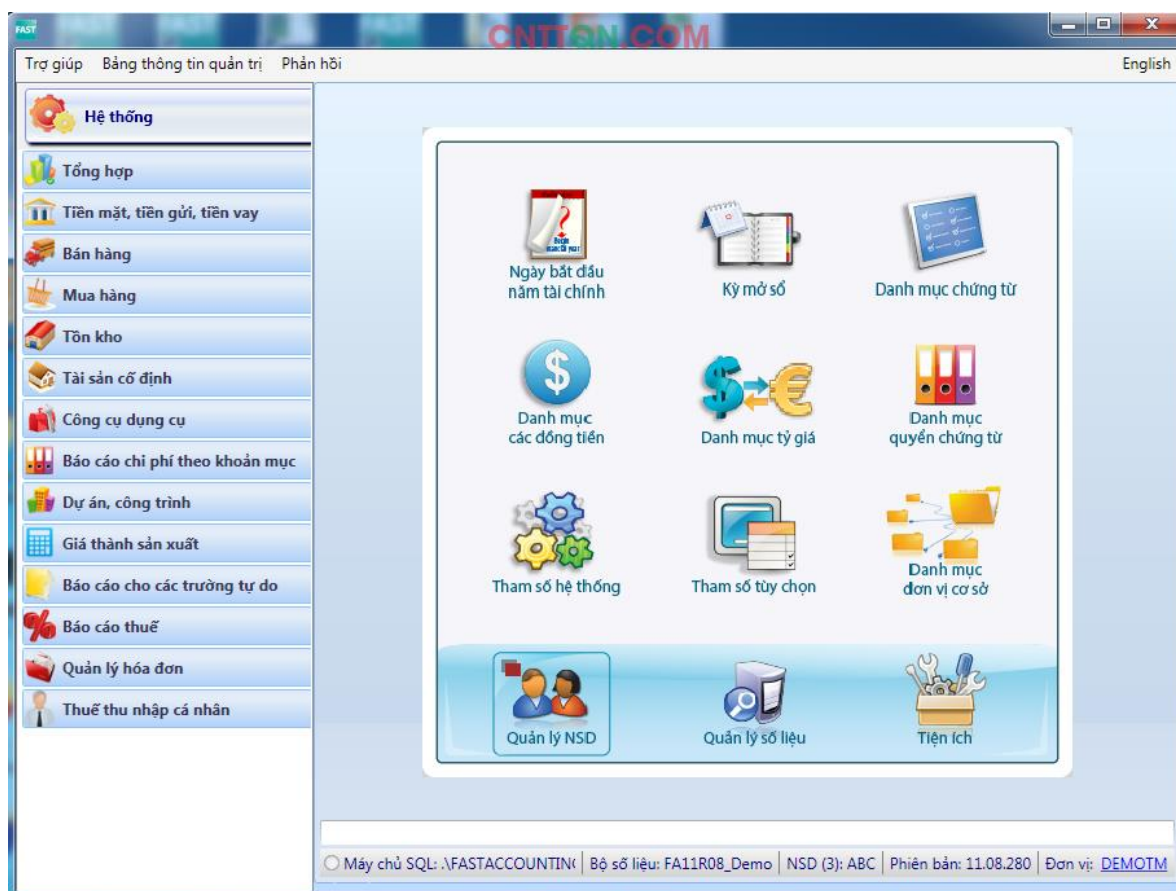 FAST
CNTTQN.COM
Trợ giúp Bảng thông tin quản trị Phản hồi English
Hệ thống
Tổng hợp
Tiền mặt, tiền gửi, tiền vay
Bán hàng
Mua hàng
Tồn kho
Tài sản cố định
Công cụ dụng cụ
Báo cáo chi phí theo khoản mục
Dự án, công trình
Giá thành sản xuất
Báo cáo cho các trường tự do
Báo cáo thuế
Quản lý hóa đơn
Thuế thu nhập cá nhân
Ngày bắt đầu
năm tài chính
Kỳ mở sổ
Danh mục chứng từ
Danh mục
các đồng tiền
Danh mục tỷ giá
Danh mục
quyển chứng từ
Tham số hệ thống
Tham số tùy chọn
Danh mục
đơn vị cơ sở
Quản lý NSD
Quản lý số liệu
Tiện ích
Máy chủ SQL: .\FASTACCOUNTIN Bộ số liệu: FA11R08_Demo NSD (3): ABC Phiên bản: 11.08.280 Đơn vị: DEMOTM